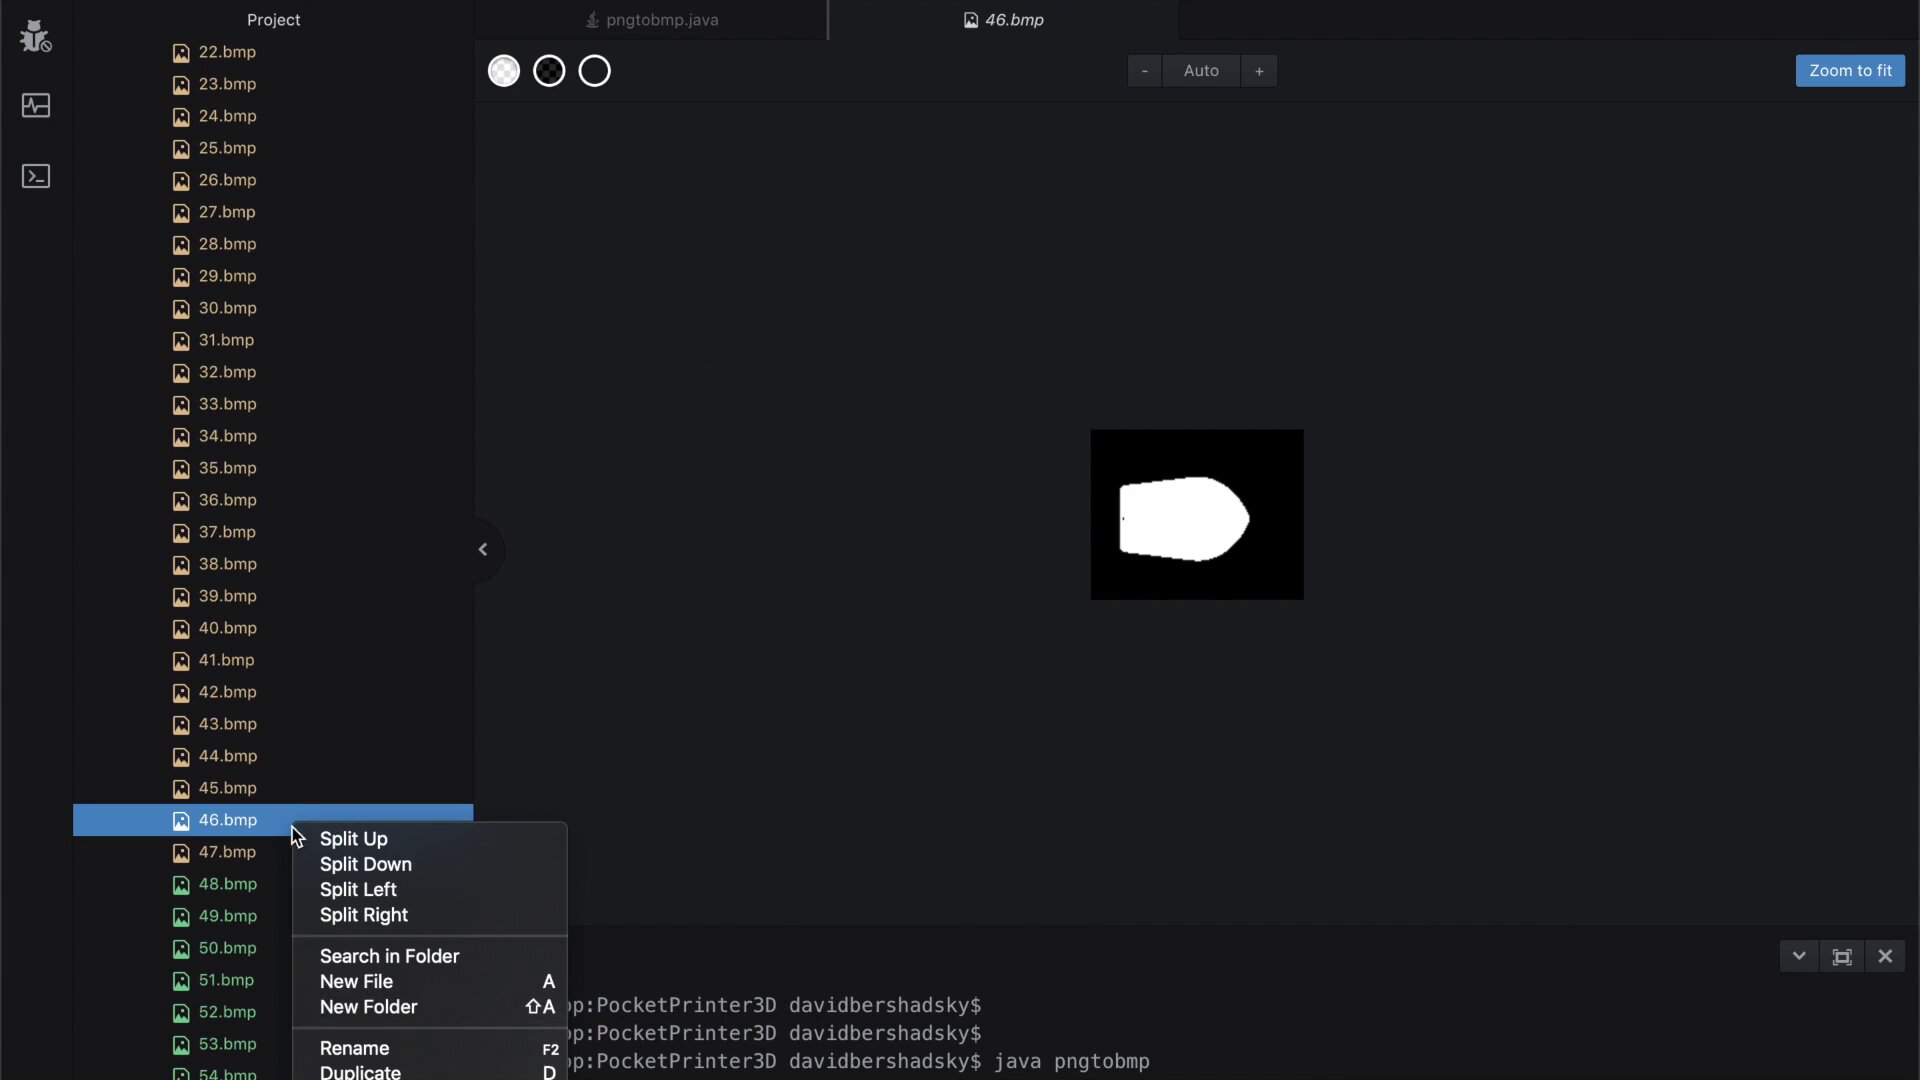 Project
22.bmp
23.bmp
24.bmp
25.bmp
26.bmp
27.bmp
28.bmp
29.bmp
30.bmp
31.bmp
32.bmp
33.bmp
34.bmp
35.bmp
36.bmp
37.bmp
38.bmp
39.bmp
40.bmp
41.bmp
42.bmp
43.bmp
44.bmp
45.bmp
46.bmp
47.bmp
48.bmp
49.bmp
50.bmp
51.bmp
52.bmp
53.bmp
54.bmp
pngtobmp.java
46.bmp
- Auto +
Zoom to fit
Split Up
Split Down
Split Left
Split Right
Search in Folder
New File A
New Folder ⇧A
Rename F2
Duplicate D
op:PocketPrinter3D davidbershadsky$
op:PocketPrinter3D davidbershadsky$
op:PocketPrinter3D davidbershadsky$ java pngtobmp